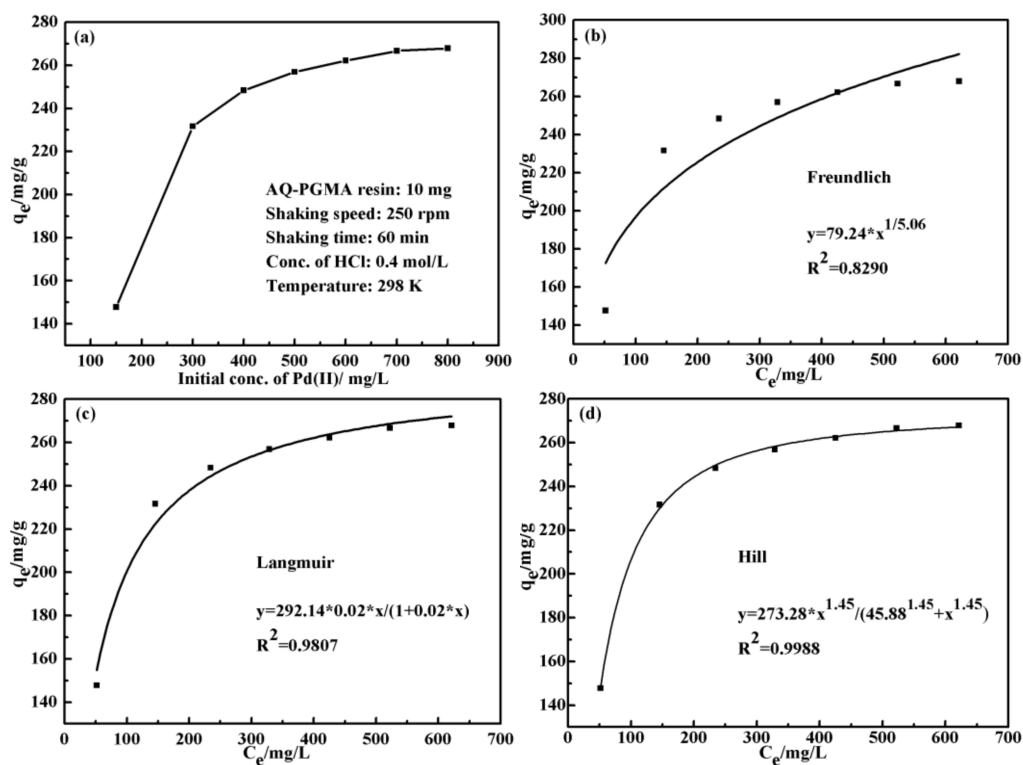 (a)
280
260
240
220
200
180
160
140
qe/mg/g
AQ-PGMA resin: 10 mg
Shaking speed: 250 rpm
Shaking time: 60 min
Conc. of HCl: 0.4 mol/L
Temperature: 298 K
100 200 300 400 500 600 700 800 900
Initial conc. of Pd(II)/ mg/L
(b)
300
280
260
240
220
200
180
160
140
qe/mg/g
Freundlich
y=79.24*x^1/5.06
R^2=0.8290
0 100 200 300 400 500 600 700
Ce/mg/L
(c)
280
260
240
220
200
180
160
140
qe/mg/g
Langmuir
y=292.14*0.02*x/(1+0.02*x)
R^2=0.9807
0 100 200 300 400 500 600 700
Ce/mg/L
(d)
280
260
240
220
200
180
160
140
qe/mg/g
Hill
y=273.28*x^1.45/(45.88^1.45+x^1.45)
R^2=0.9988
0 100 200 300 400 500 600 700
Ce/mg/L